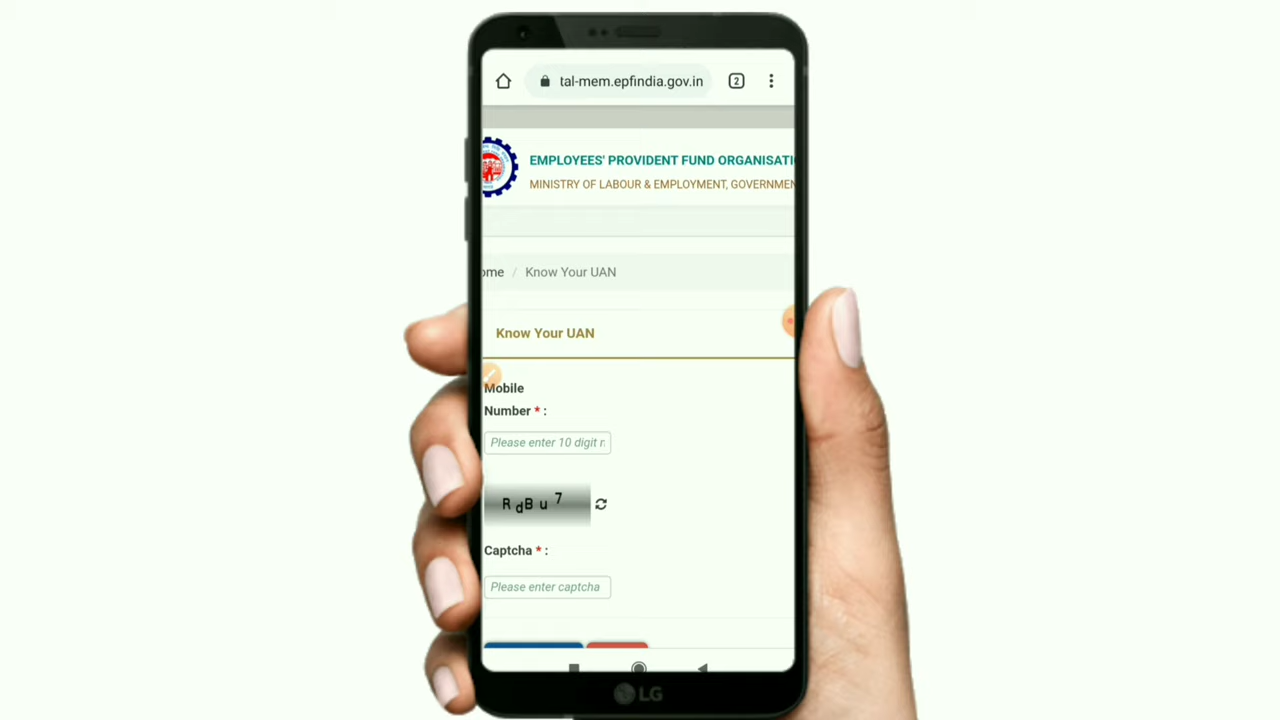 tal-mem.epfindia.gov.in
2
EMPLOYEES' PROVIDENT FUND ORGANISATI
MINISTRY OF LABOUR & EMPLOYMENT, GOVERNMEN
ome / Know Your UAN
Know Your UAN
Mobile
Number * :
Please enter 10 digit r
RdBu7
Captcha * :
Please enter captcha
LG